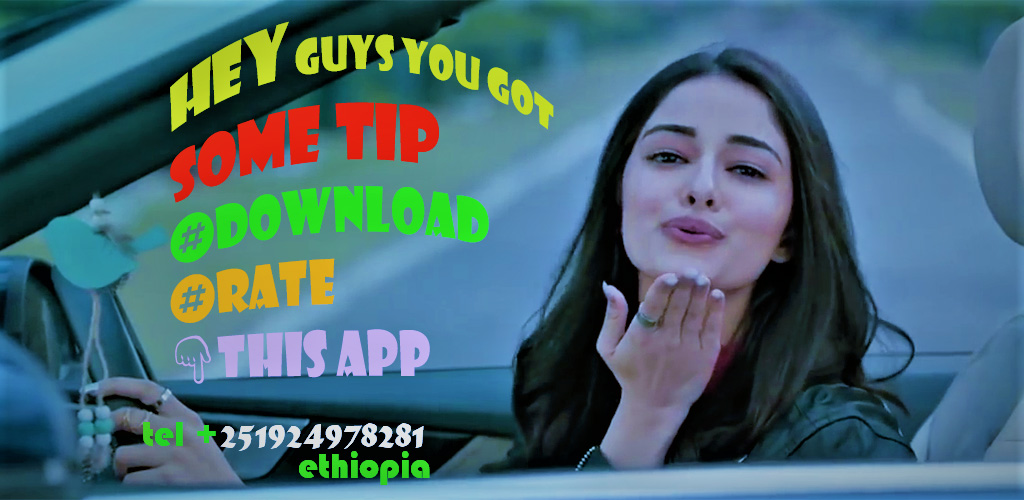 HEY GUYS YOU GOT
SOME TIP
#DOWNLOAD
#RATE
THIS APP
tel +251924978281
ethiopia